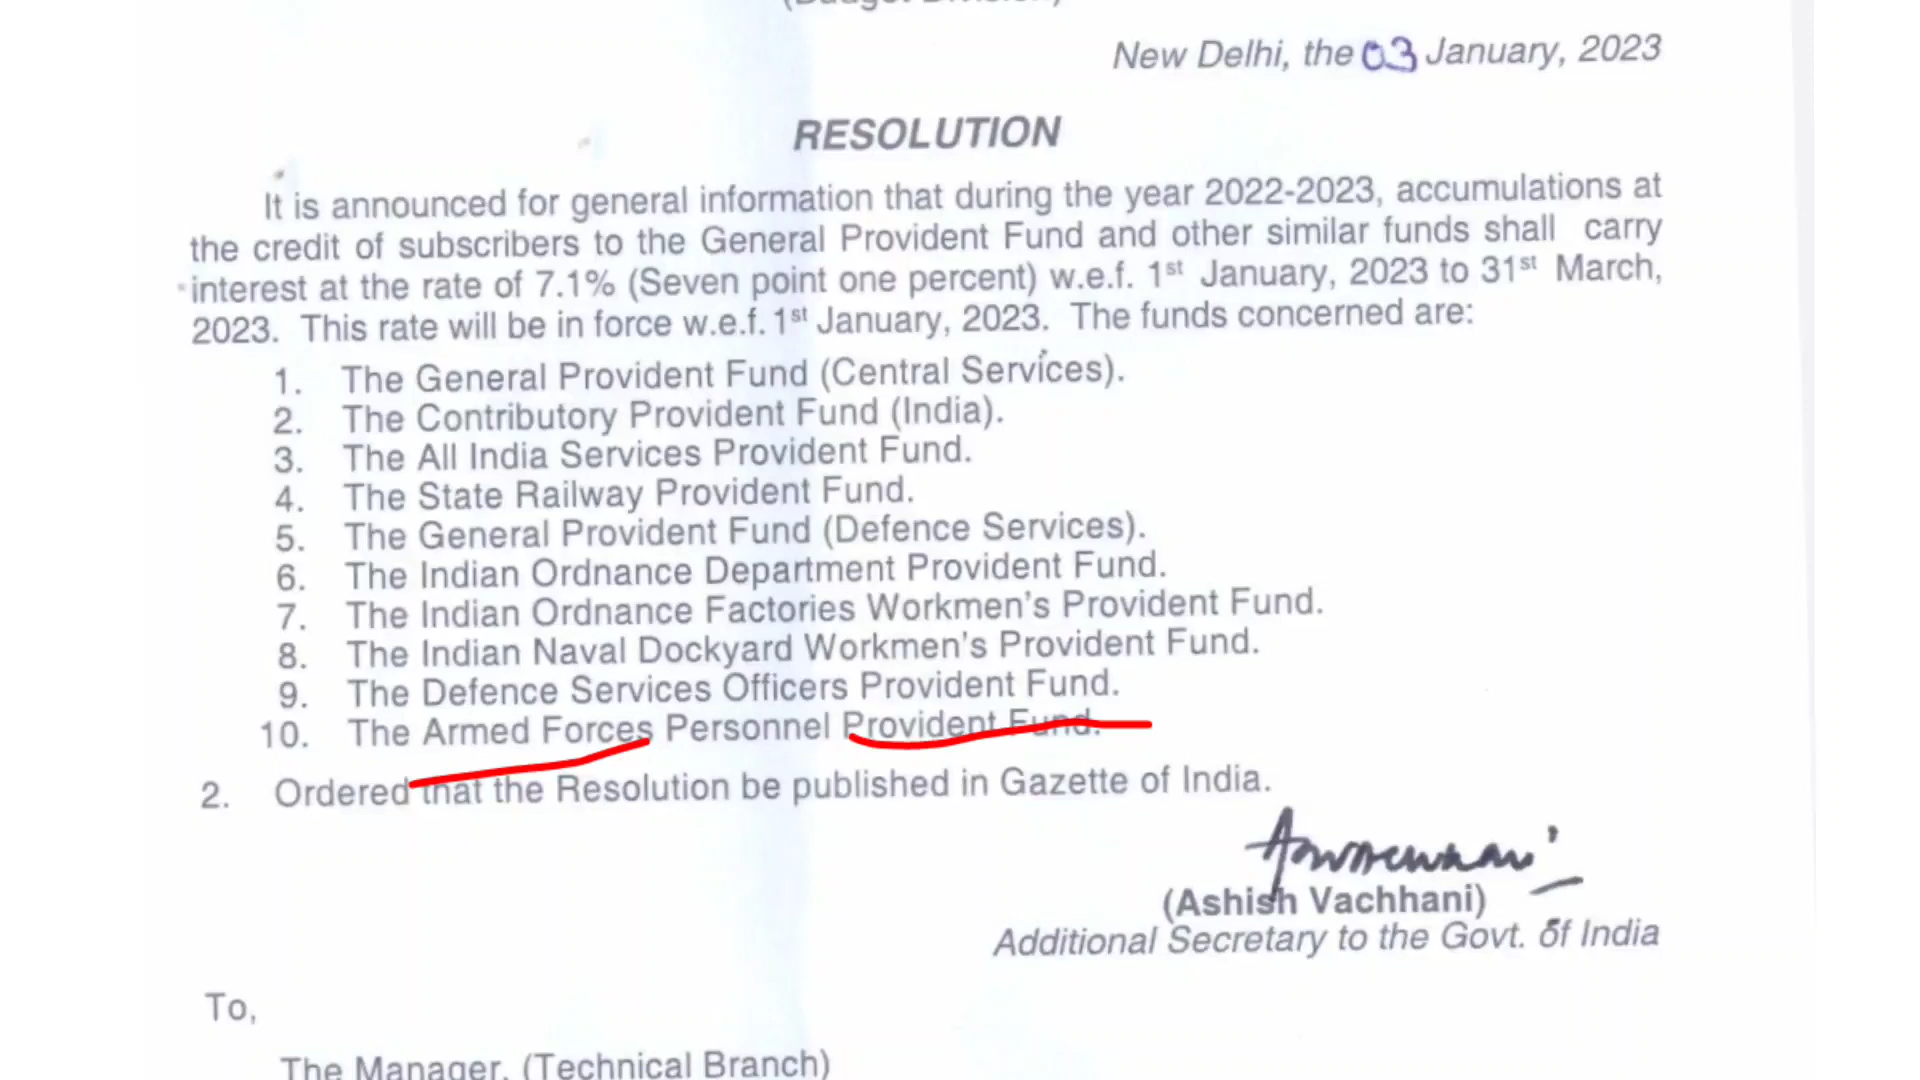 (Budget Division)
New Delhi, the 03 January, 2023
RESOLUTION
It is announced for general information that during the year 2022-2023, accumulations at
the credit of subscribers to the General Provident Fund and other similar funds shall carry
interest at the rate of 7.1% (Seven point one percent) w.e.f. 1st January, 2023 to 31st March,
2023. This rate will be in force w.e.f. 1st January, 2023. The funds concerned are:
1. The General Provident Fund (Central Services).
2. The Contributory Provident Fund (India).
3. The All India Services Provident Fund.
4. The State Railway Provident Fund.
5. The General Provident Fund (Defence Services).
6. The Indian Ordnance Department Provident Fund.
7. The Indian Ordnance Factories Workmen's Provident Fund.
8. The Indian Naval Dockyard Workmen's Provident Fund.
9. The Defence Services Officers Provident Fund.
10. The Armed Forces Personnel Provident Fund.
2. Ordered that the Resolution be published in Gazette of India.
(Ashish Vachhani)
Additional Secretary to the Govt. of India
To,
The Manager, (Technical Branch)